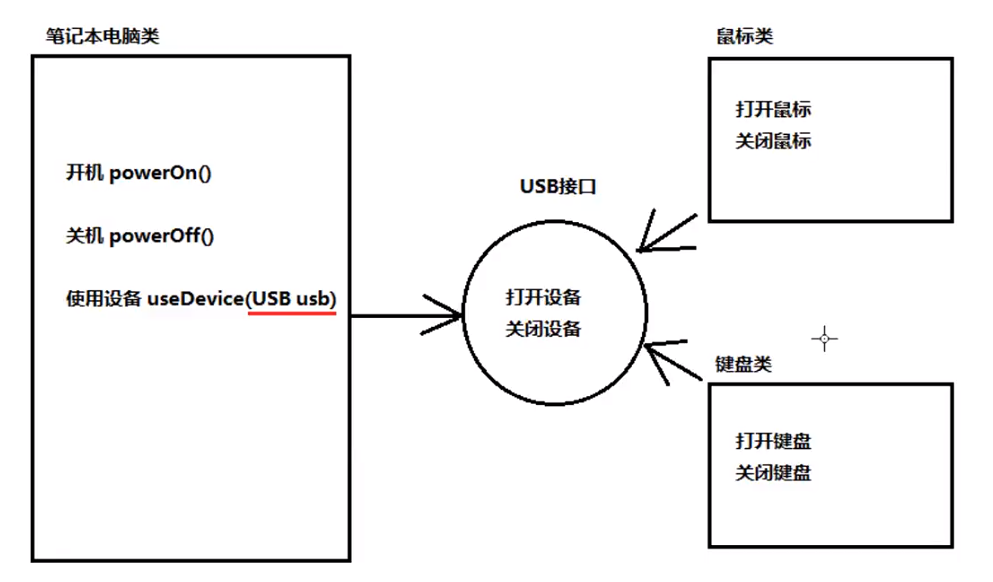 笔记本电脑类
开机 powerOn()
关机 powerOff()
使用设备 useDevice(USB usb)
USB接口
打开设备
关闭设备
鼠标类
打开鼠标
关闭鼠标
键盘类
打开键盘
关闭键盘